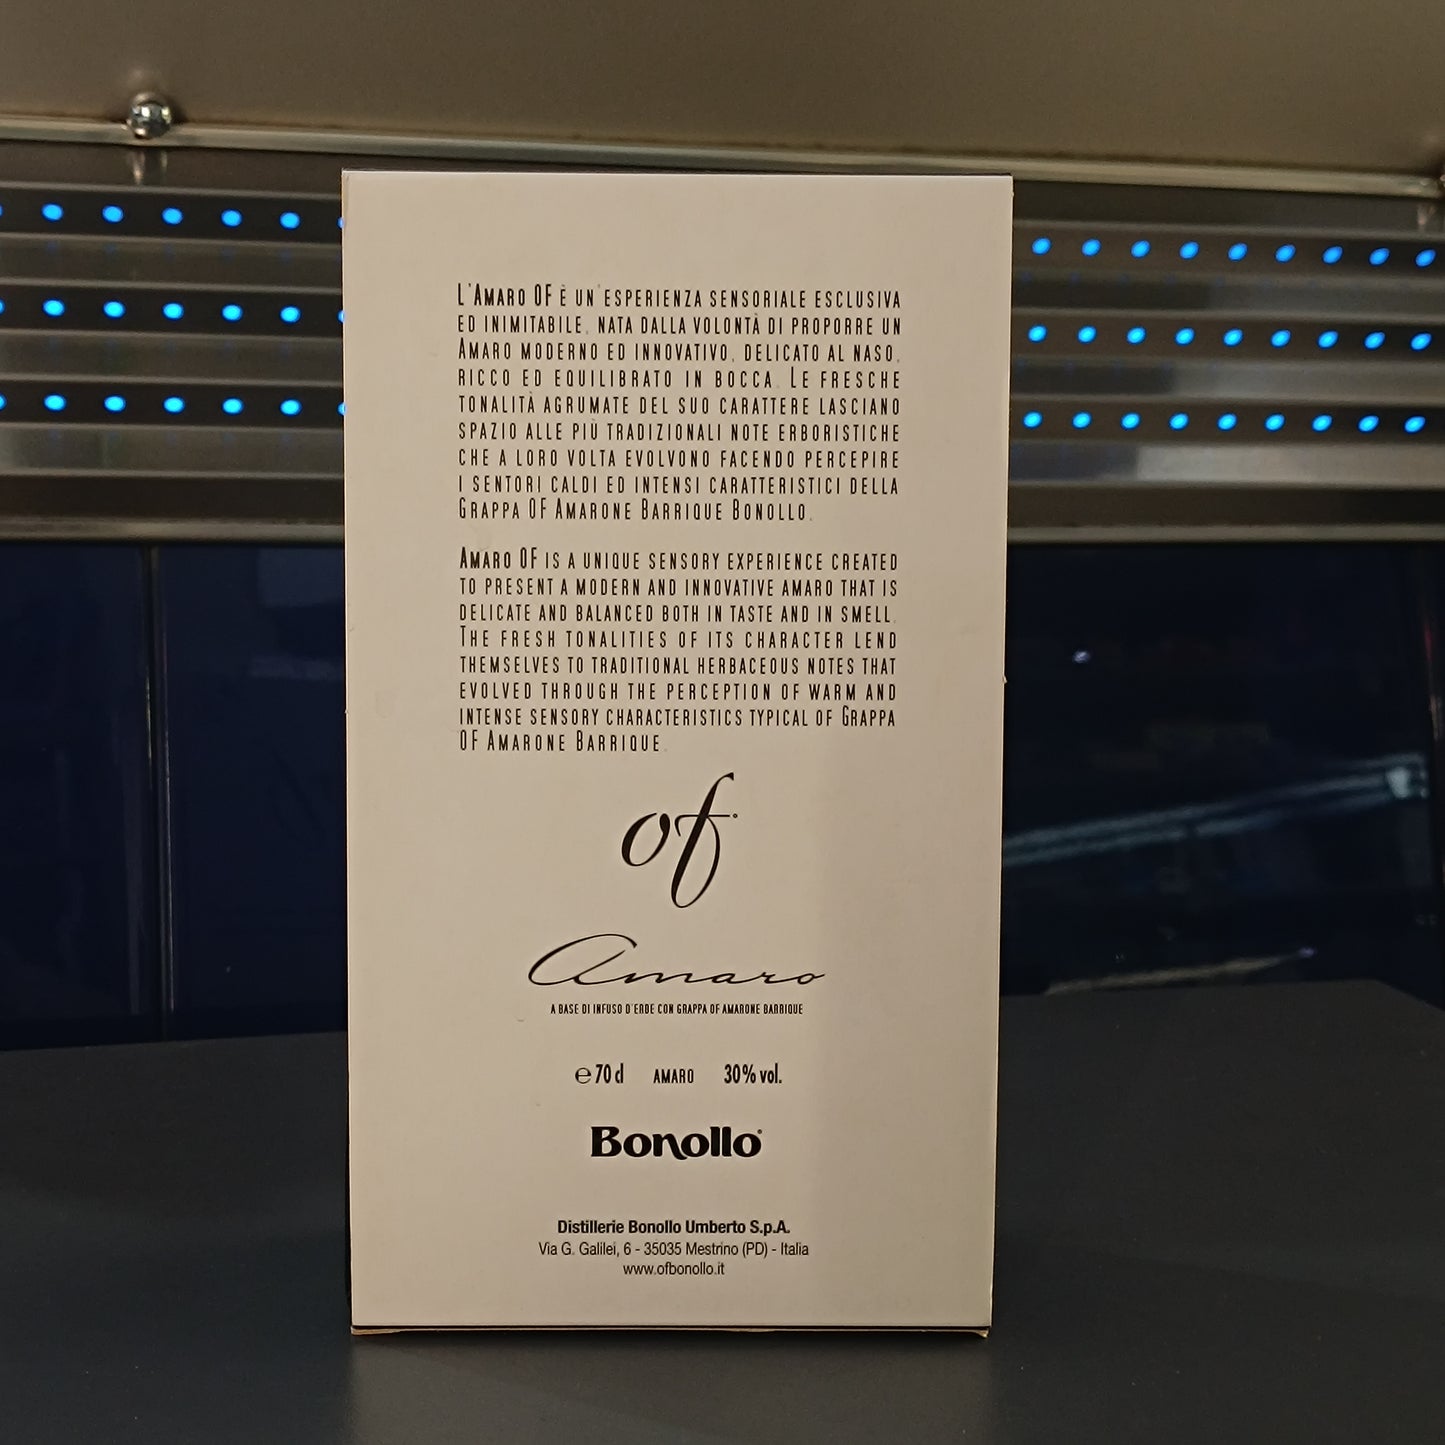 L'Amaro OF è un'esperienza sensoriale esclusiva
ed inimitabile, nata dalla volontà di proporre un
Amaro moderno ed innovativo, delicato al naso,
ricco ed equilibrato in bocca. Le fresche
tonalità agrumate del suo carattere lasciano
spazio alle più tradizionali note erboristiche
che a loro volta evolvono facendo percepire
i sentori caldi ed intensi caratteristici della
Grappa OF Amarone Barrique Bonollo.
Amaro OF is a unique sensory experience created
to present a modern and innovative amaro that is
delicate and balanced both in taste and in smell.
The fresh tonalities of its character lend
themselves to traditional herbaceous notes that
evolved through the perception of warm and
intense sensory characteristics typical of Grappa
OF Amarone Barrique.
of
Amaro
A BASE DI INFUSO D'ERBE CON GRAPPA OF AMARONE BARRIQUE
℮ 70 cl AMARO 30% vol.
Bonollo
Distillerie Bonollo Umberto S.p.A.
Via G. Galilei, 6 - 35035 Mestrino (PD) - Italia
www.ofbonollo.it